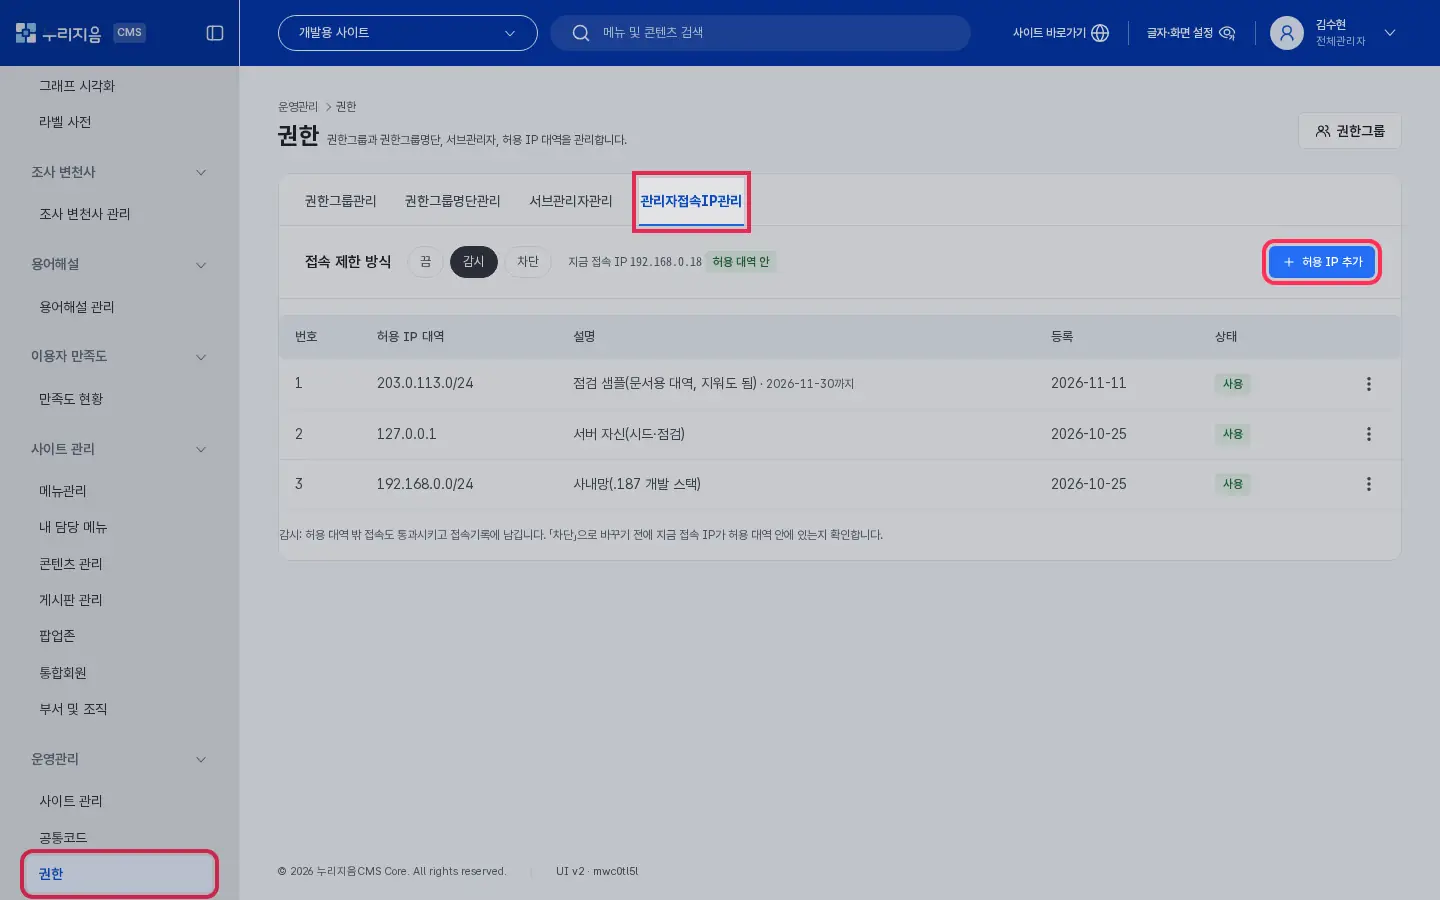 누리지음 CMS
개발용 사이트
메뉴 및 콘텐츠 검색
사이트 바로가기
글자·화면 설정
김수현
전체관리자
그래프 시각화
라벨 사전
조사 변천사
조사 변천사 관리
용어해설
용어해설 관리
이용자 만족도
만족도 현황
사이트 관리
메뉴관리
내 담당 메뉴
콘텐츠 관리
게시판 관리
팝업존
통합회원
부서 및 조직
운영관리
사이트 관리
공통코드
권한
운영관리 > 권한
권한 권한그룹과 권한그룹명단, 서브관리자, 허용 IP 대역을 관리합니다.
권한그룹
권한그룹관리 권한그룹명단관리 서브관리자관리 관리자접속IP관리
접속 제한 방식 끔 감시 차단 지금 접속 IP 192.168.0.18 허용 대역 안
+ 허용 IP 추가
번호 허용 IP 대역 설명 등록 상태
1 203.0.113.0/24 점검 샘플(문서용 대역, 지워도 됨) · 2026-11-30까지 2026-11-11 사용
2 127.0.0.1 서버 자신(시드·점검) 2026-10-25 사용
3 192.168.0.0/24 사내망(.187 개발 스택) 2026-10-25 사용
감시: 허용 대역 밖 접속도 통과시키고 접속기록에 남깁니다. 「차단」으로 바꾸기 전에 지금 접속 IP가 허용 대역 안에 있는지 확인합니다.
© 2026 누리지음CMS Core. All rights reserved. UI v2 · mwc0tl5l